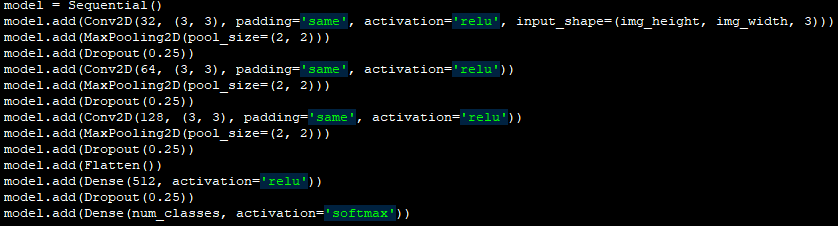 model = Sequential()
model.add(Conv2D(32, (3, 3), padding='same', activation='relu', input_shape=(img_height, img_width, 3)))
model.add(MaxPooling2D(pool_size=(2, 2)))
model.add(Dropout(0.25))
model.add(Conv2D(64, (3, 3), padding='same', activation='relu'))
model.add(MaxPooling2D(pool_size=(2, 2)))
model.add(Dropout(0.25))
model.add(Conv2D(128, (3, 3), padding='same', activation='relu'))
model.add(MaxPooling2D(pool_size=(2, 2)))
model.add(Dropout(0.25))
model.add(Flatten())
model.add(Dense(512, activation='relu'))
model.add(Dropout(0.25))
model.add(Dense(num_classes, activation='softmax'))